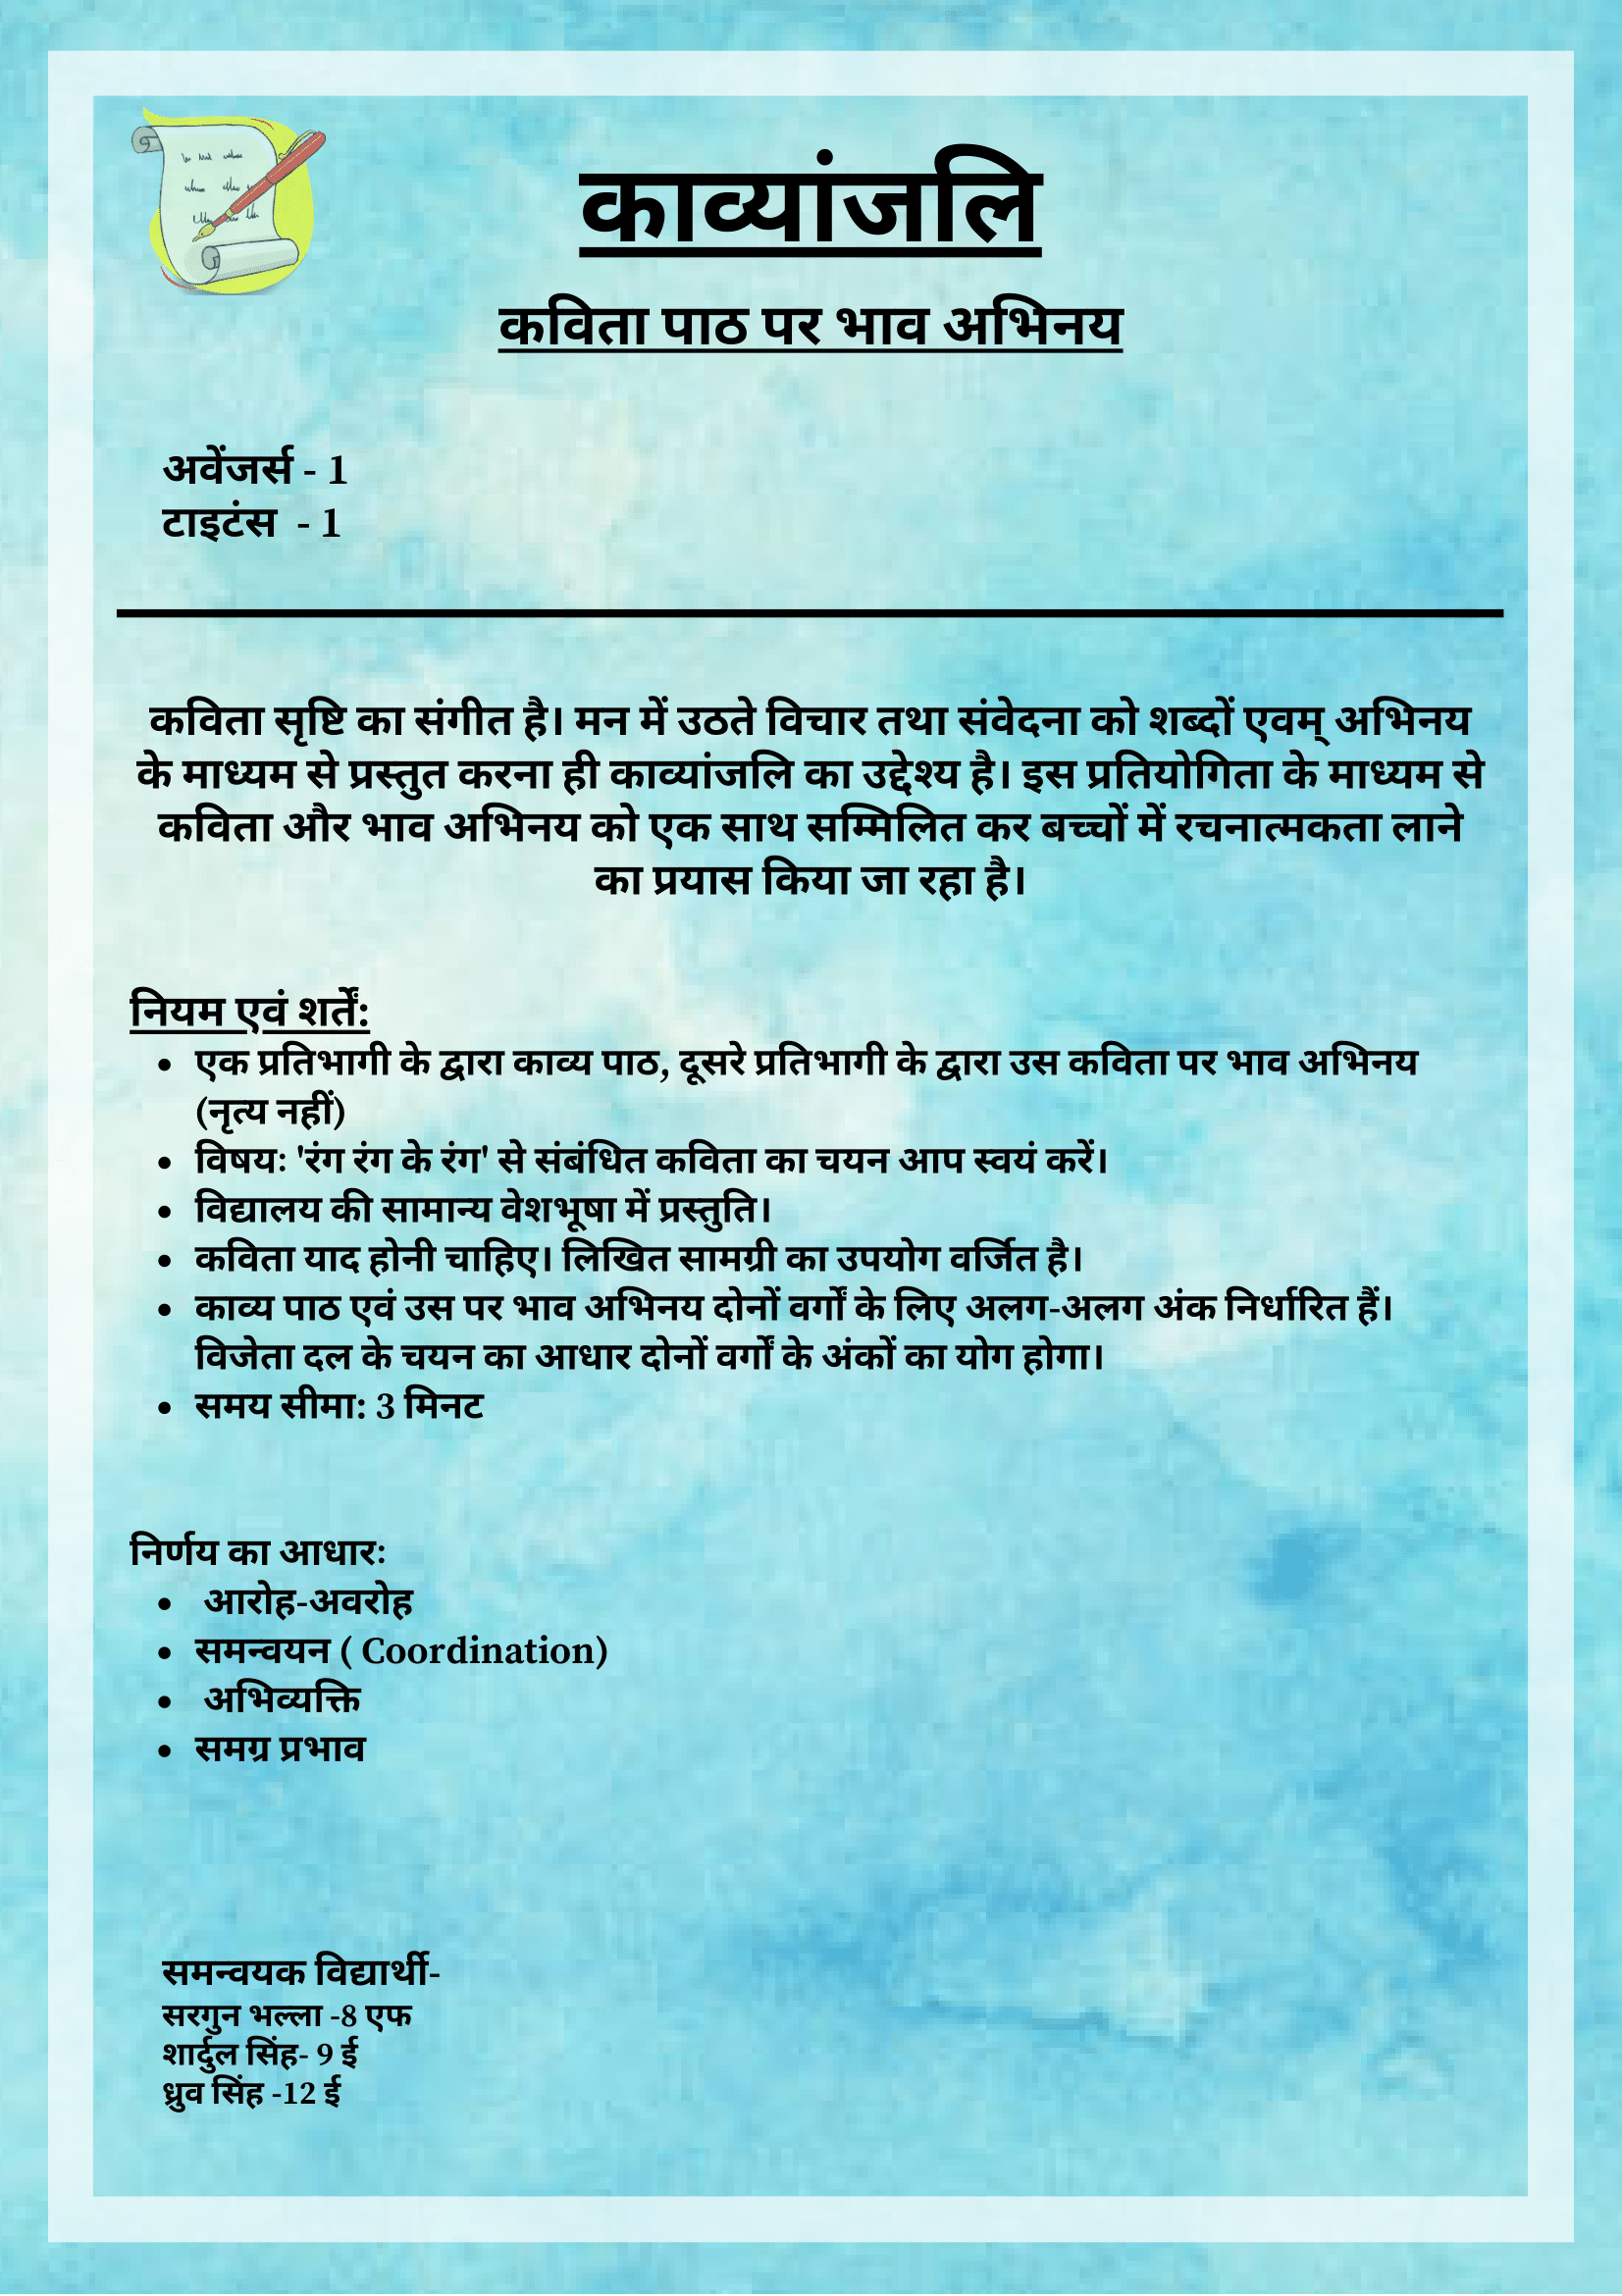 काव्यांजलि
कविता पाठ पर भाव अभिनय
अवेंजर्स - 1
टाइटंस - 1
कविता सृष्टि का संगीत है। मन में उठते विचार तथा संवेदना को शब्दों एवम् अभिनय
के माध्यम से प्रस्तुत करना ही काव्यांजलि का उद्देश्य है। इस प्रतियोगिता के माध्यम से
कविता और भाव अभिनय को एक साथ सम्मिलित कर बच्चों में रचनात्मकता लाने
का प्रयास किया जा रहा है।
नियम एवं शर्तें:
• एक प्रतिभागी के द्वारा काव्य पाठ, दूसरे प्रतिभागी के द्वारा उस कविता पर भाव अभिनय
(नृत्य नहीं)
• विषय: 'रंग रंग के रंग' से संबंधित कविता का चयन आप स्वयं करें।
• विद्यालय की सामान्य वेशभूषा में प्रस्तुति।
• कविता याद होनी चाहिए। लिखित सामग्री का उपयोग वर्जित है।
• काव्य पाठ एवं उस पर भाव अभिनय दोनों वर्गों के लिए अलग-अलग अंक निर्धारित हैं।
विजेता दल के चयन का आधार दोनों वर्गों के अंकों का योग होगा।
• समय सीमा: 3 मिनट
निर्णय का आधार:
• आरोह-अवरोह
• समन्वयन ( Coordination)
• अभिव्यक्ति
• समग्र प्रभाव
समन्वयक विद्यार्थी-
सरगुन भल्ला -8 एफ
शार्दुल सिंह- 9 ई
ध्रुव सिंह -12 ई